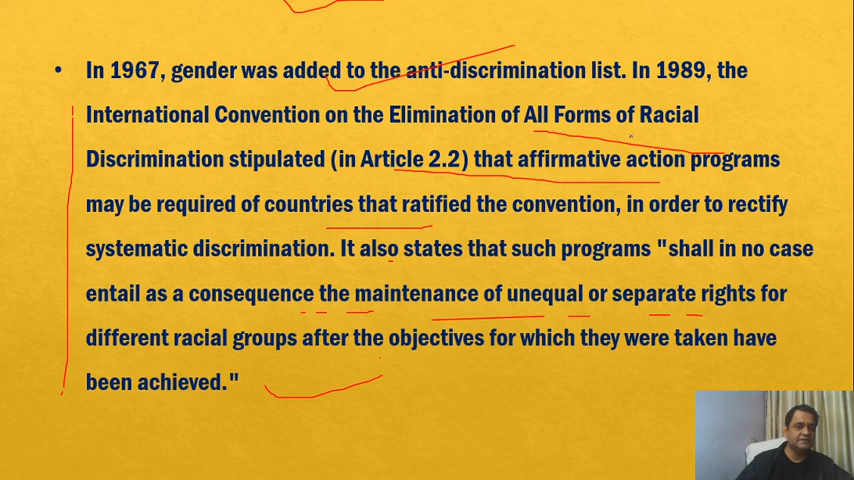 • In 1967, gender was added to the anti-discrimination list. In 1989, the
International Convention on the Elimination of All Forms of Racial
Discrimination stipulated (in Article 2.2) that affirmative action programs
may be required of countries that ratified the convention, in order to rectify
systematic discrimination. It also states that such programs "shall in no case
entail as a consequence the maintenance of unequal or separate rights for
different racial groups after the objectives for which they were taken have
been achieved."